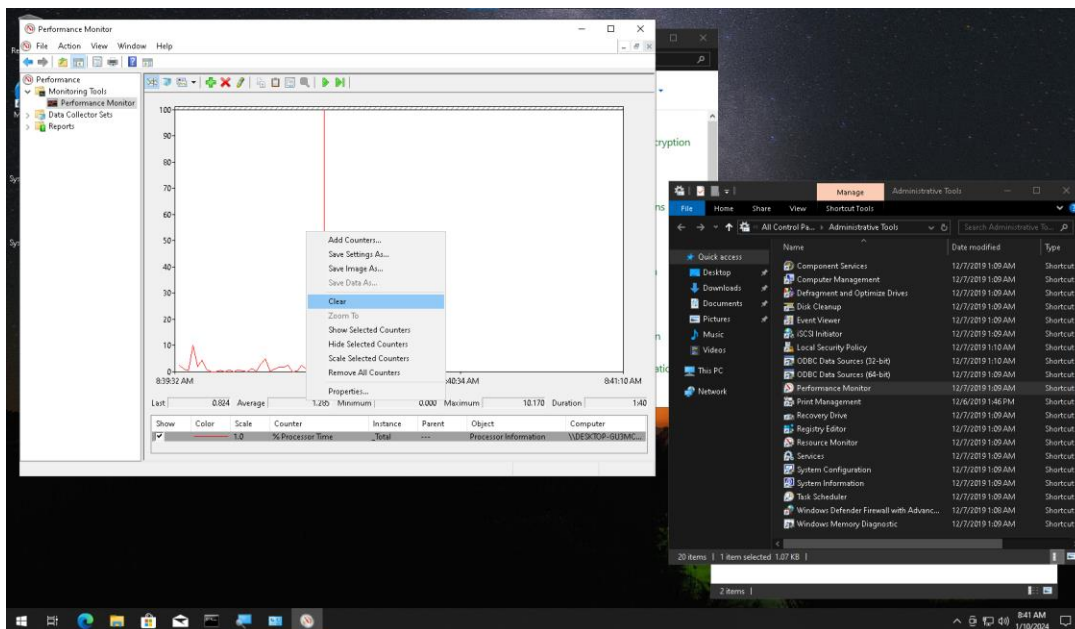 Performance Monitor
File Action View Window Help
Performance
Monitoring Tools
Performance Monitor
Data Collector Sets
Reports
100
90
80
70
60
50
40
30
20
10
0
8:39:32 AM
:40:34 AM
8:41:10 AM
Add Counters...
Save Settings As...
Save Image As...
Save Data As...
Clear
Zoom To
Show Selected Counters
Hide Selected Counters
Scale Selected Counters
Remove All Counters
Properties...
Last 0.824 Average 1.285 Minimum 0.000 Maximum 10.170 Duration 1:40
Show Color Scale Counter Instance Parent Object Computer
1.0 % Processor Time _Total --- Processor Information \\DESKTOP-GU3MC...
cryption
Manage Administrative Tools
File Home Share View Shortcut Tools
All Control Pa... Administrative Tools Search Administrative To...
Quick access
Desktop
Downloads
Documents
Pictures
Music
Videos
This PC
Network
Name Date modified Type
Component Services 12/7/2019 1:09 AM Shortcut
Computer Management 12/7/2019 1:09 AM Shortcut
Defragment and Optimize Drives 12/7/2019 1:09 AM Shortcut
Disk Cleanup 12/7/2019 1:09 AM Shortcut
Event Viewer 12/7/2019 1:09 AM Shortcut
iSCSI Initiator 12/7/2019 1:09 AM Shortcut
Local Security Policy 12/7/2019 1:10 AM Shortcut
ODBC Data Sources (32-bit) 12/7/2019 1:10 AM Shortcut
ODBC Data Sources (64-bit) 12/7/2019 1:09 AM Shortcut
Performance Monitor 12/7/2019 1:09 AM Shortcut
Print Management 12/6/2019 1:46 PM Shortcut
Recovery Drive 12/7/2019 1:09 AM Shortcut
Registry Editor 12/7/2019 1:09 AM Shortcut
Resource Monitor 12/7/2019 1:09 AM Shortcut
Services 12/7/2019 1:09 AM Shortcut
System Configuration 12/7/2019 1:09 AM Shortcut
System Information 12/7/2019 1:09 AM Shortcut
Task Scheduler 12/7/2019 1:09 AM Shortcut
Windows Defender Firewall with Advanc... 12/7/2019 1:08 AM Shortcut
Windows Memory Diagnostic 12/7/2019 1:09 AM Shortcut
20 items 1 item selected 1.07 KB
2 items
8:41 AM
1/10/2024